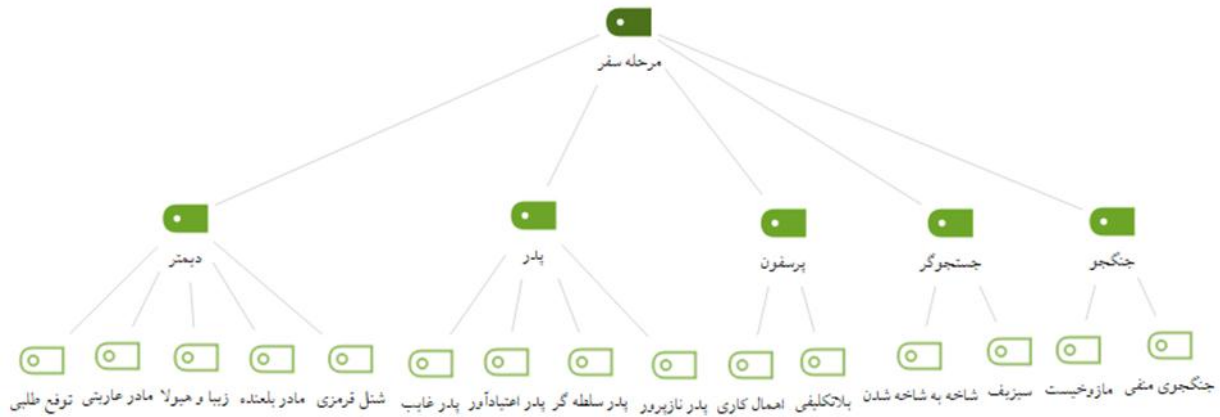 مرحله سفر
جنگجو
جستجوگر
پرسفون
پدر
دیمتر
جنگجوی منفی
مازوخیست
سیزیف
شاخه به شاخه شدن
بلاتکلیفی
اهمال کاری
پدر نازپرور
پدر سلطه گر
پدر اعتیادآور
پدر غایب
شنل قرمزی
مادر بلعنده
زیبا و هیولا
مادر عاریتی
توقع طلبی